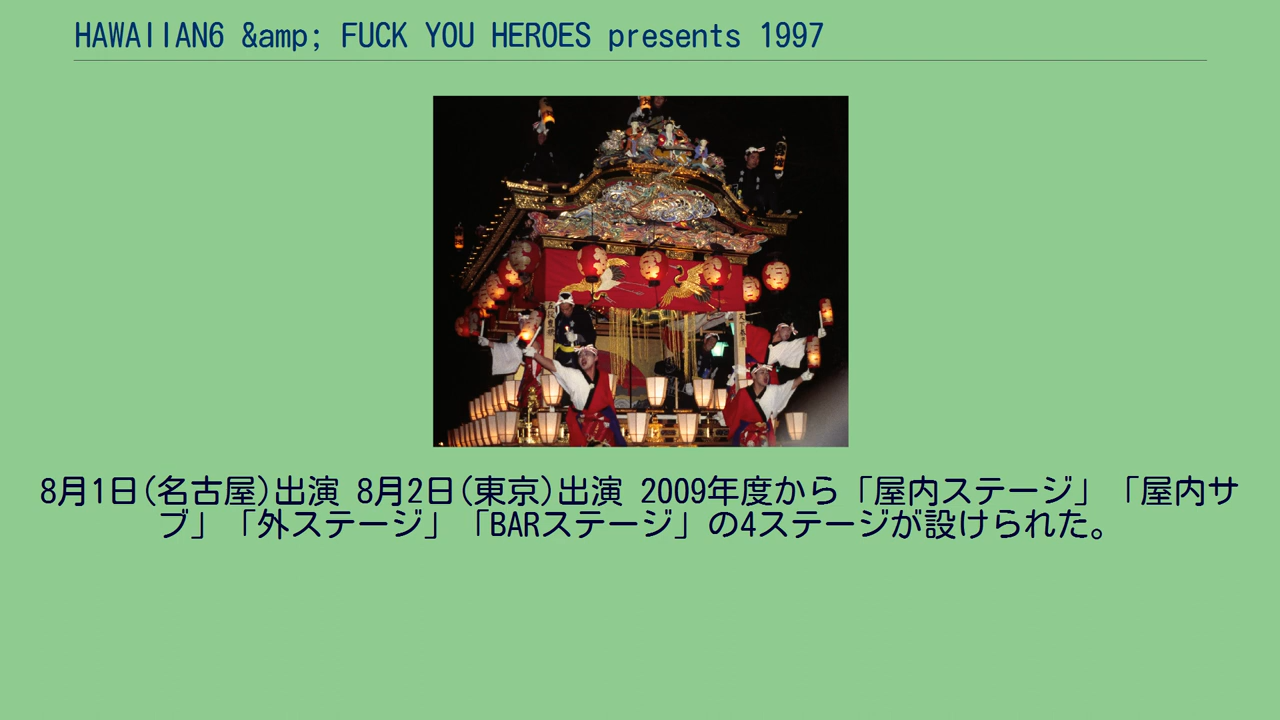 HAWAIIAN6 &amp; FUCK YOU HEROES presents 1997
8月1日(名古屋)出演 8月2日(東京)出演 2009年度から「屋内ステージ」「屋内サ
ブ」「外ステージ」「BARステージ」の4ステージが設けられた。